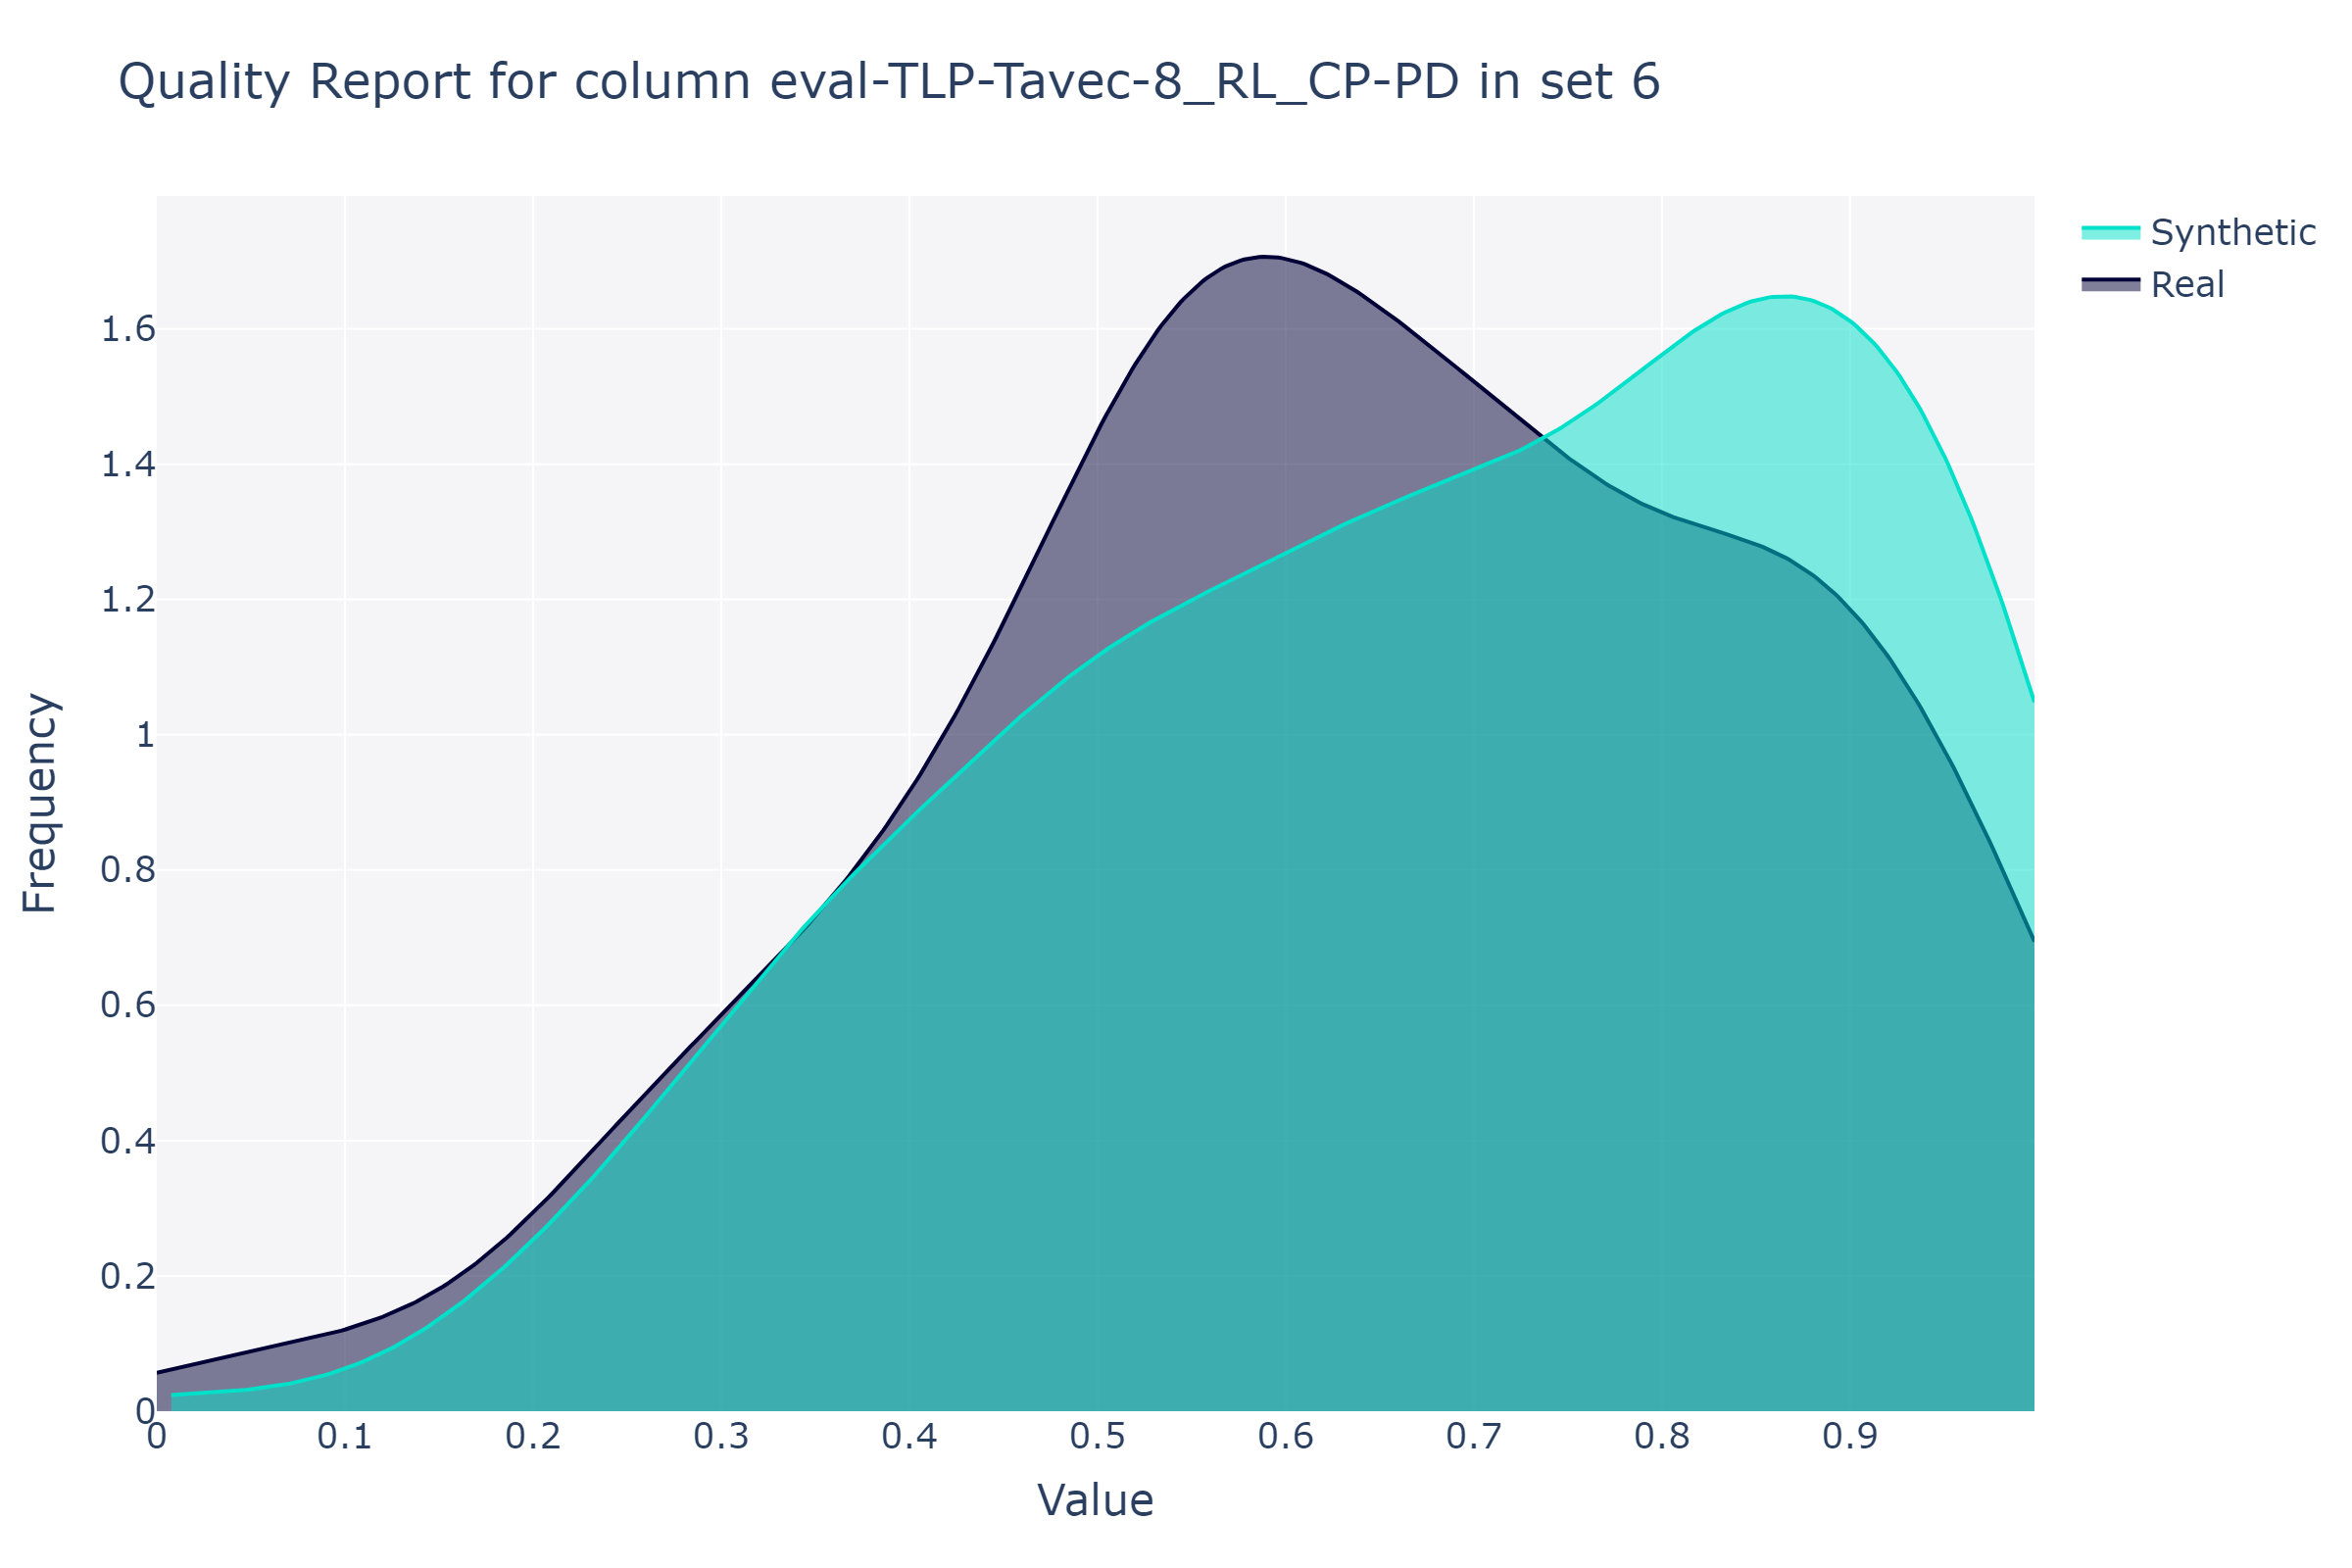 Quality Report for column eval-TLP-Tavec-8_RL_CP-PD in set 6
Synthetic
Real
1.6
1.4
1.2
1
0.8
0.6
0.4
0.2
0
Frequency
0 0.1 0.2 0.3 0.4 0.5 0.6 0.7 0.8 0.9
Value